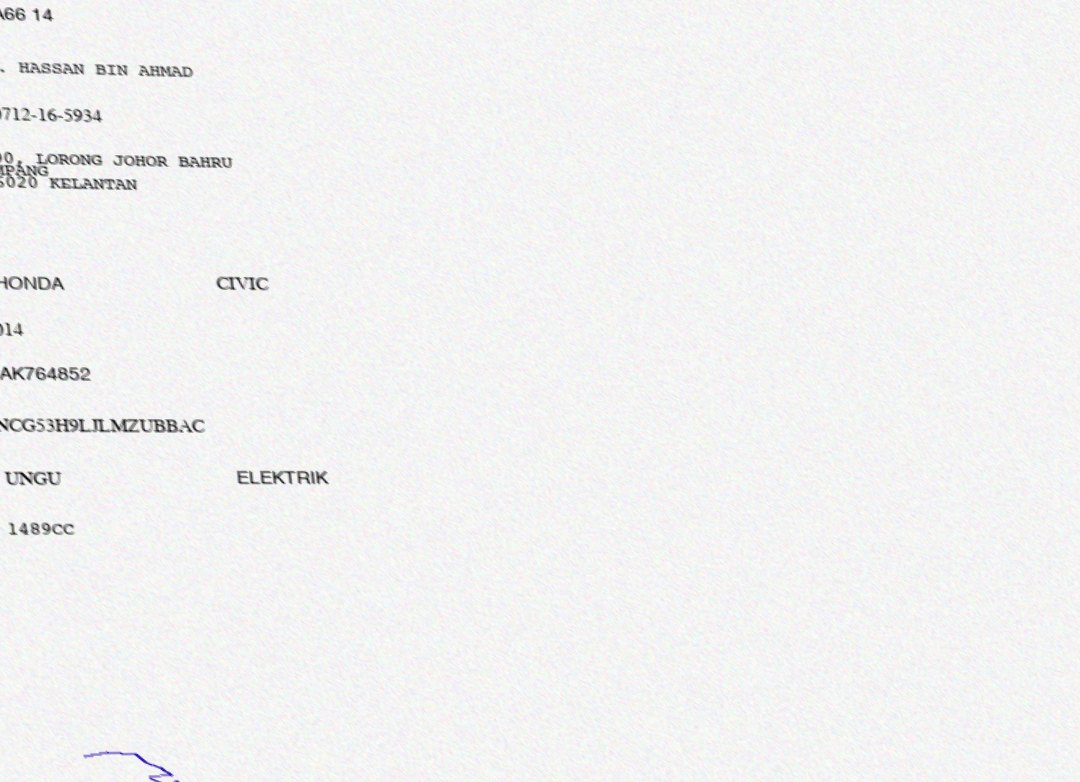 A66 14
. HASSAN BIN AHMAD
0712-16-5934
00, LORONG JOHOR BAHRU
MPANG
6020 KELANTAN
HONDA CIVIC
014
AK764852
NCG53H9LJLMZUBBAC
UNGU ELEKTRIK
1489CC